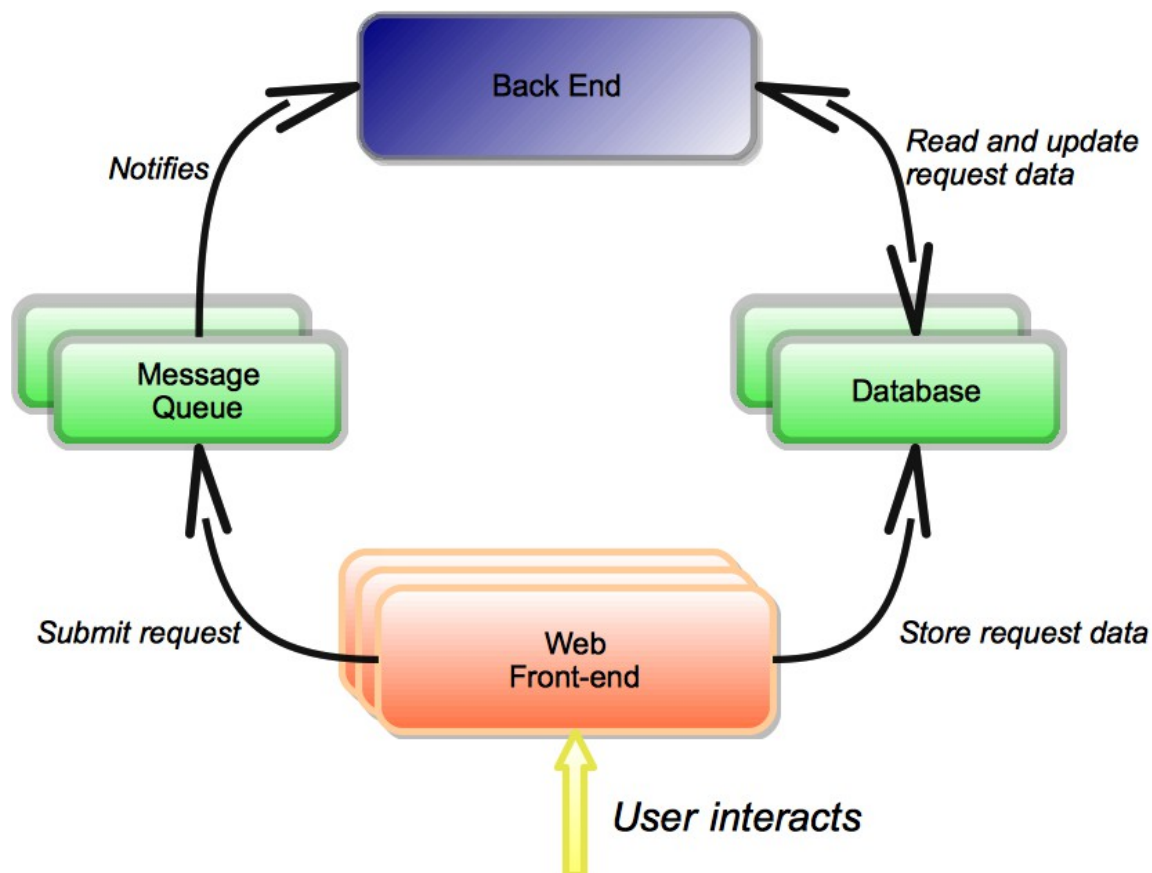 Back End
Notifies
Read and update
request data
Message
Queue
Database
Submit request
Web
Front-end
Store request data
User interacts